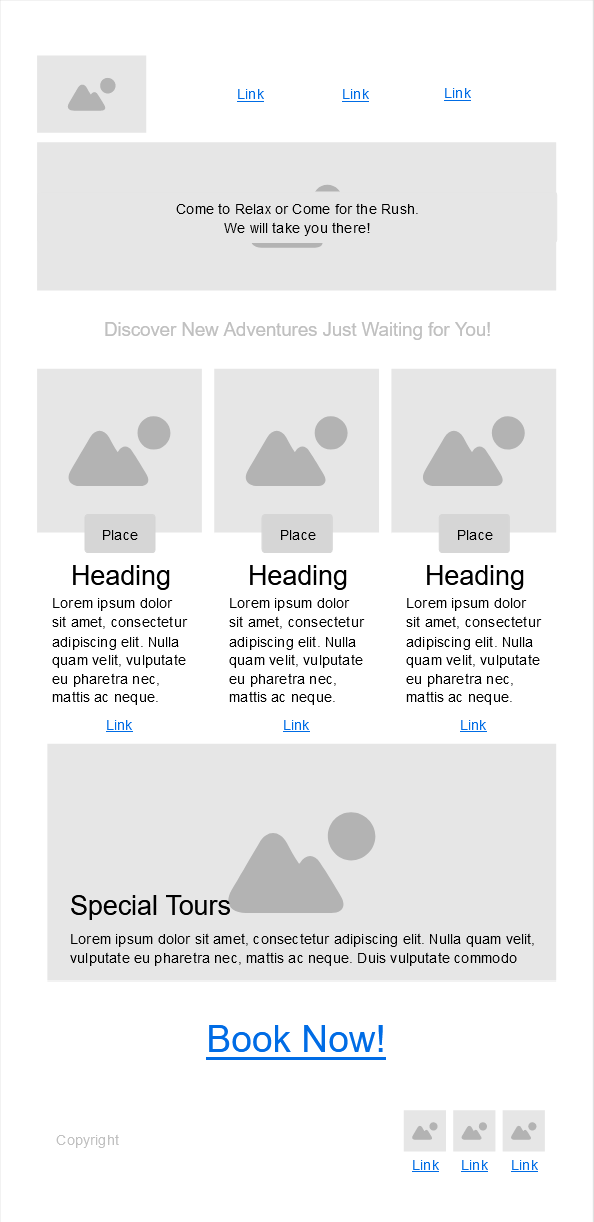 Link Link Link
Come to Relax or Come for the Rush.
We will take you there!
Discover New Adventures Just Waiting for You!
Place
Heading
Lorem ipsum dolor
sit amet, consectetur
adipiscing elit. Nulla
quam velit, vulputate
eu pharetra nec,
mattis ac neque.
Link
Place
Heading
Lorem ipsum dolor
sit amet, consectetur
adipiscing elit. Nulla
quam velit, vulputate
eu pharetra nec,
mattis ac neque.
Link
Place
Heading
Lorem ipsum dolor
sit amet, consectetur
adipiscing elit. Nulla
quam velit, vulputate
eu pharetra nec,
mattis ac neque.
Link
Special Tours
Lorem ipsum dolor sit amet, consectetur adipiscing elit. Nulla quam velit,
vulputate eu pharetra nec, mattis ac neque. Duis vulputate commodo
Book Now!
Copyright
Link Link Link